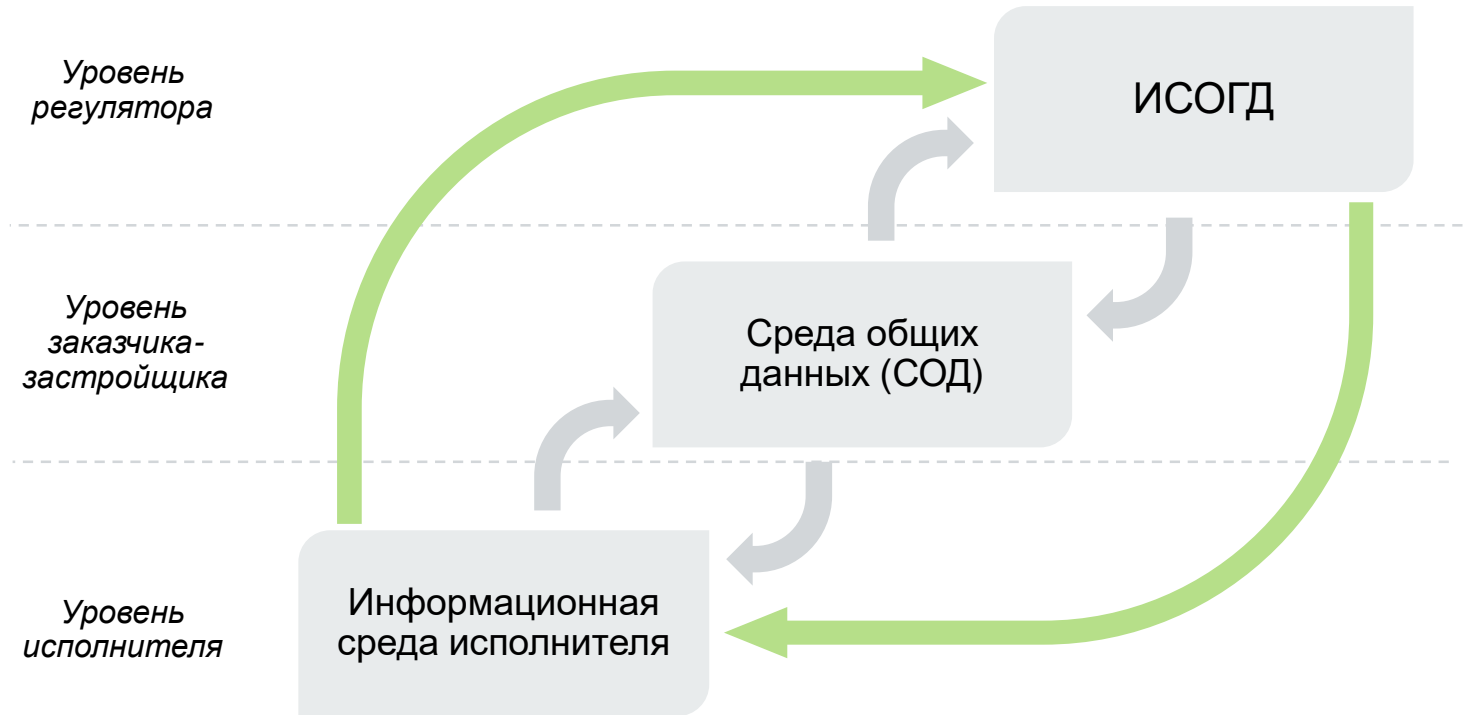 Уровень
регулятора
ИСОГД
Уровень
заказчика-
застройщика
Среда общих
данных (СОД)
Уровень
исполнителя
Информационная
среда исполнителя